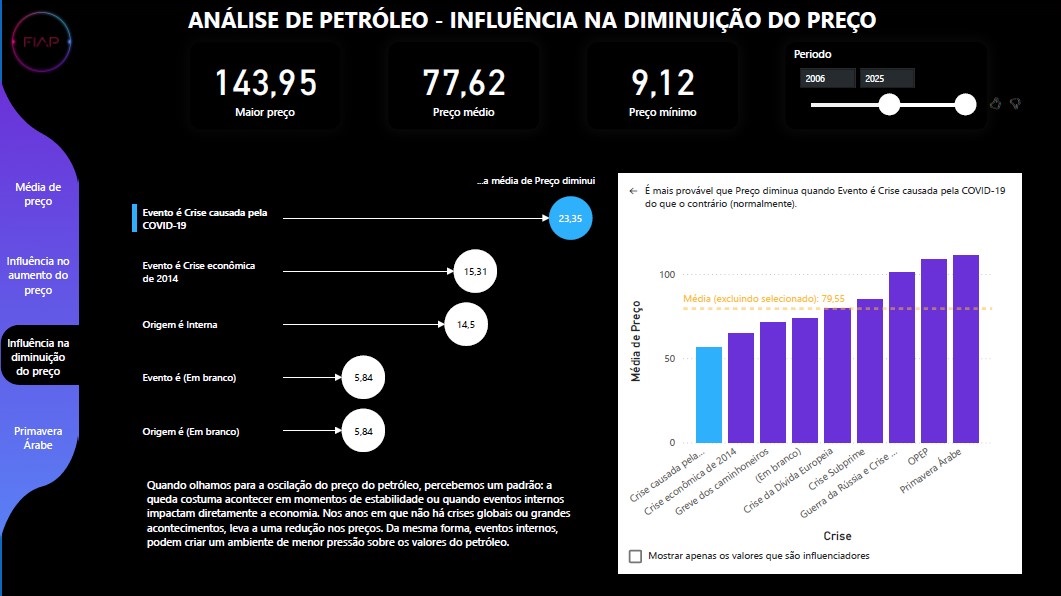 ANÁLISE DE PETRÓLEO - INFLUÊNCIA NA DIMINUIÇÃO DO PREÇO
FIAP
143,95
Maior preço
77,62
Preço médio
9,12
Preço mínimo
Periodo
2006
2025
Média de
preço
Influência no
aumento do
preço
Influência na
diminuição
do preço
Primavera
Árabe
...a média de Preço diminui
Evento é Crise causada pela
COVID-19
23,35
Evento é Crise econômica
de 2014
15,31
Origem é Interna
14,5
Evento é (Em branco)
5,84
Origem é (Em branco)
5,84
Quando olhamos para a oscilação do preço do petróleo, percebemos um padrão: a
queda costuma acontecer em momentos de estabilidade ou quando eventos internos
impactam diretamente a economia. Nos anos em que não há crises globais ou grandes
acontecimentos, leva a uma redução nos preços. Da mesma forma, eventos internos,
podem criar um ambiente de menor pressão sobre os valores do petróleo.
É mais provável que Preço diminua quando Evento é Crise causada pela COVID-19
do que o contrário (normalmente).
Média de Preço
100
50
0
Média (excluindo selecionado): 79,55
Crise causada pela...
Crise econômica de 2014
Greve dos caminhoneiros
(Em branco)
Crise da Dívida Europeia
Crise Subprime
Guerra da Rússia e Crise ...
OPEP
Primavera Árabe
Crise
Mostrar apenas os valores que são influenciadores